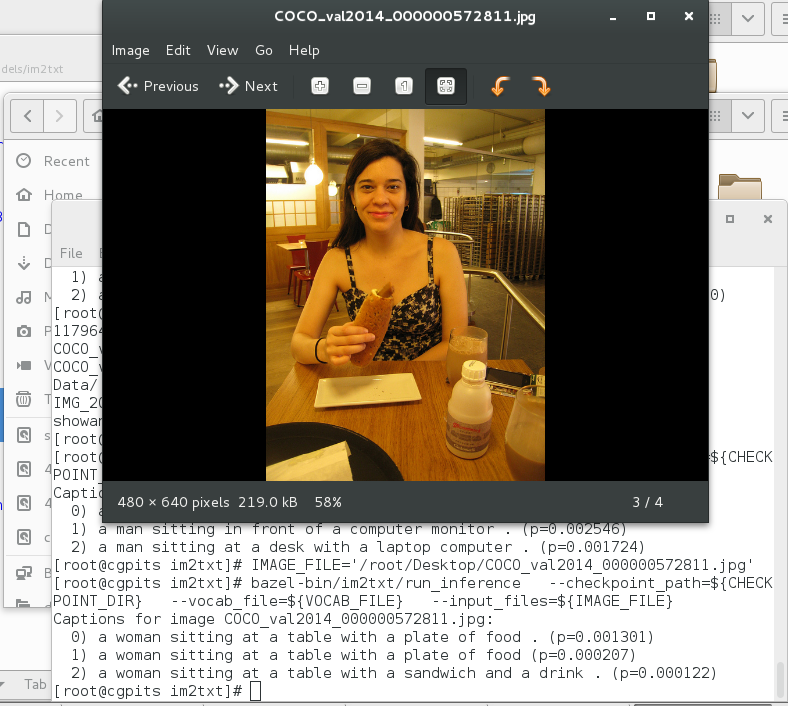 COCO_val2014_000000572811.jpg
Image Edit View Go Help
dels/im2txt
Previous Next
Recent
Home
File
1) a
2) a 0)
[root@
117964
COCO_v
COCO_v
Data/
IMG_20
showan
[root@
[root@ =${CHECK
POINT_D
Captio
480 × 640 pixels 219.0 kB 58% 3 / 4
0) a
1) a man sitting in front of a computer monitor . (p=0.002546)
2) a man sitting at a desk with a laptop computer . (p=0.001724)
[root@cgpits im2txt]# IMAGE_FILE='/root/Desktop/COCO_val2014_000000572811.jpg'
[root@cgpits im2txt]# bazel-bin/im2txt/run_inference --checkpoint_path=${CHECK
POINT_DIR} --vocab_file=${VOCAB_FILE} --input_files=${IMAGE_FILE}
Captions for image COCO_val2014_000000572811.jpg:
0) a woman sitting at a table with a plate of food . (p=0.001301)
1) a woman sitting at a table with a plate of food (p=0.000207)
2) a woman sitting at a table with a sandwich and a drink . (p=0.000122)
[root@cgpits im2txt]#
Tab